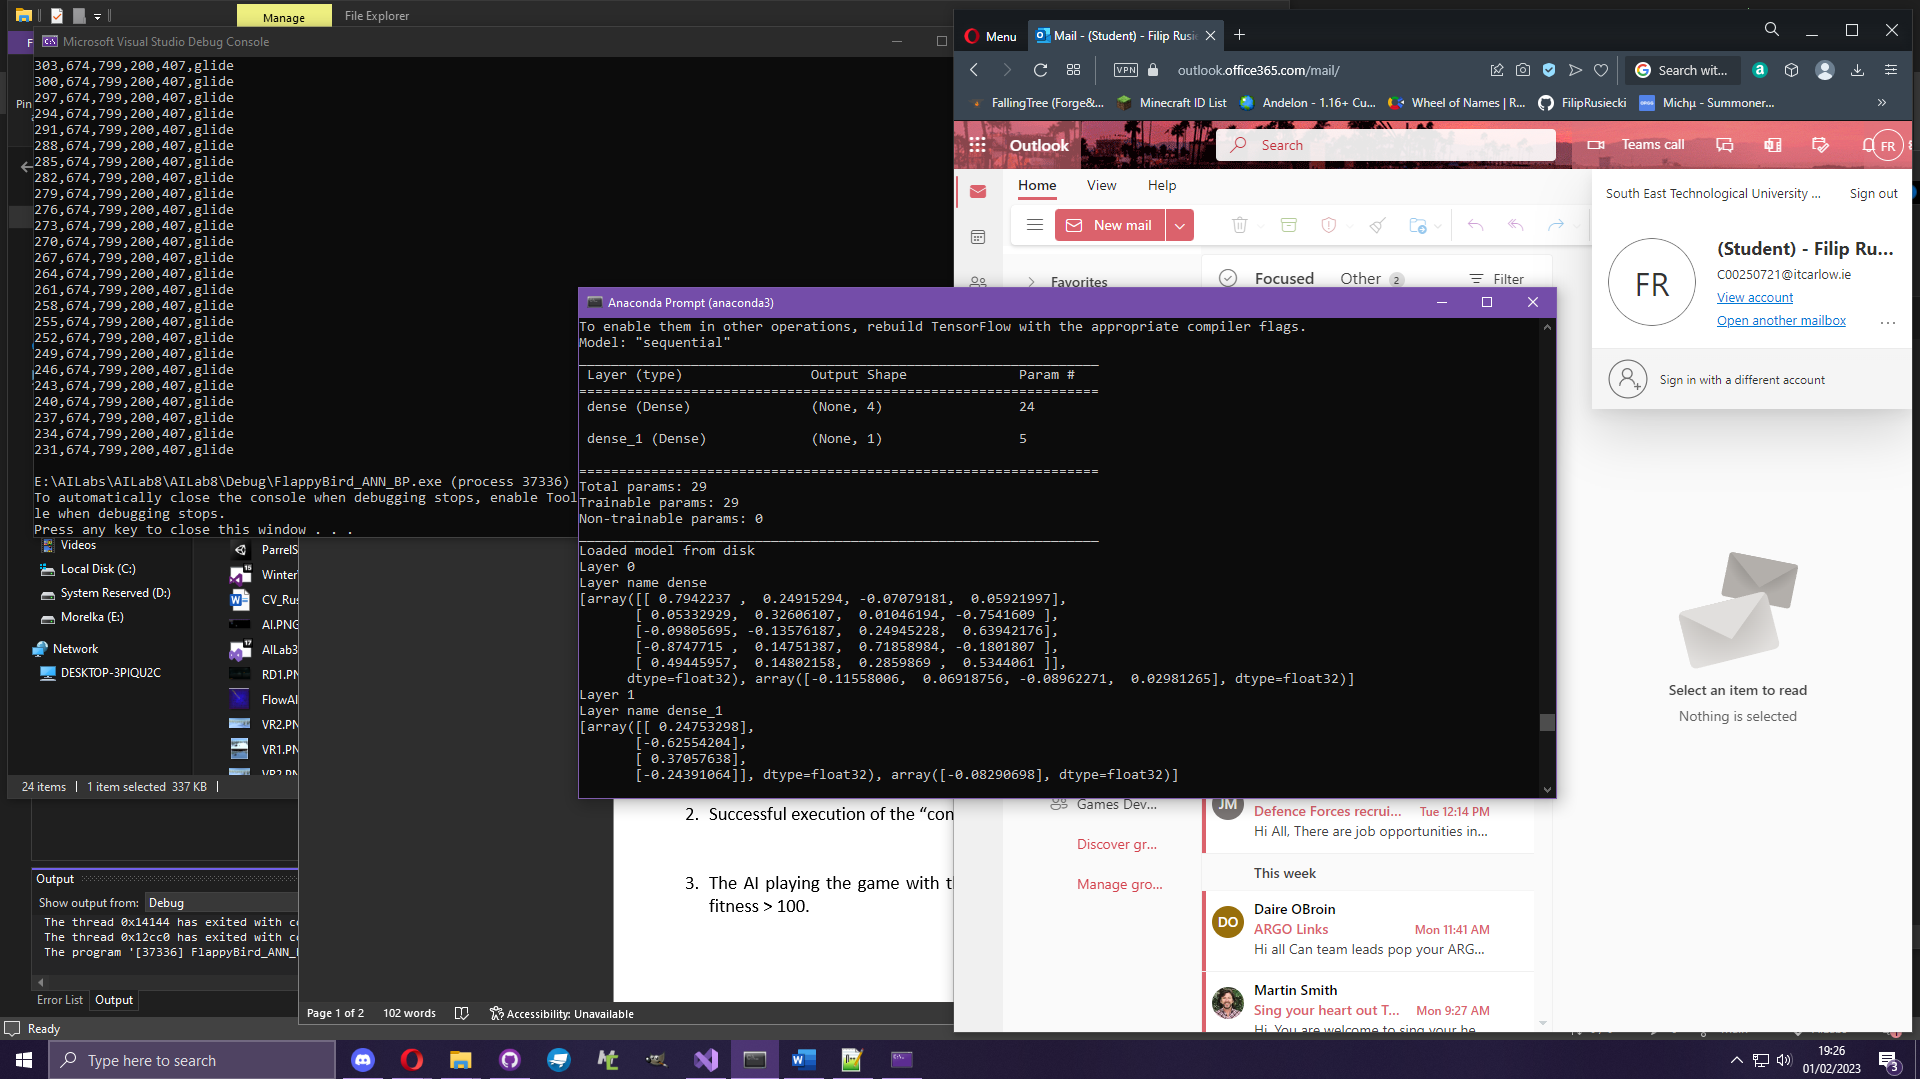 Manage
File Explorer
Microsoft Visual Studio Debug Console
303,674,799,200,407,glide
300,674,799,200,407,glide
297,674,799,200,407,glide
294,674,799,200,407,glide
291,674,799,200,407,glide
288,674,799,200,407,glide
285,674,799,200,407,glide
282,674,799,200,407,glide
279,674,799,200,407,glide
276,674,799,200,407,glide
273,674,799,200,407,glide
270,674,799,200,407,glide
267,674,799,200,407,glide
264,674,799,200,407,glide
261,674,799,200,407,glide
258,674,799,200,407,glide
255,674,799,200,407,glide
252,674,799,200,407,glide
249,674,799,200,407,glide
246,674,799,200,407,glide
243,674,799,200,407,glide
240,674,799,200,407,glide
237,674,799,200,407,glide
234,674,799,200,407,glide
231,674,799,200,407,glide
E:\AILabs\AILab8\AILab8\Debug\FlappyBird_ANN_BP.exe (process 37336)
To automatically close the console when debugging stops, enable Tool
le when debugging stops.
Press any key to close this window . . .
Pin
Videos
Local Disk (C:)
System Reserved (D:)
Morelka (E:)
Network
DESKTOP-3PIQU2C
ParrelS
Winter
CV_Rus
AI.PNG
AILab3
RD1.PN
FlowAI
VR2.PN
VR1.PN
VR2.PN
24 items
1 item selected 337 KB
Output
Show output from: Debug
The thread 0x14144 has exited with co
The thread 0x12cc0 has exited with co
The program '[37336] FlappyBird_ANN_
Error List
Output
Ready
2. Successful execution of the “con
3. The AI playing the game with th
fitness > 100.
Page 1 of 2
102 words
Accessibility: Unavailable
Anaconda Prompt (anaconda3)
To enable them in other operations, rebuild TensorFlow with the appropriate compiler flags.
Model: "sequential"
Layer (type) Output Shape Param #
=================================================================
dense (Dense) (None, 4) 24
dense_1 (Dense) (None, 1) 5
=================================================================
Total params: 29
Trainable params: 29
Non-trainable params: 0
Loaded model from disk
Layer 0
Layer name dense
[array([[ 0.7942237 , 0.24915294, -0.07079181, 0.05921997],
[ 0.05332929, 0.32606107, 0.01046194, -0.7541609 ],
[-0.09805695, -0.13576187, 0.24945228, 0.63942176],
[-0.8747715 , 0.14751387, 0.71858984, -0.1801807 ],
[ 0.49445957, 0.14802158, 0.2859869 , 0.5344061 ]],
dtype=float32), array([-0.11558006, 0.06918756, -0.08962271, 0.02981265], dtype=float32)]
Layer 1
Layer name dense_1
[array([[ 0.24753298],
[-0.62554204],
[ 0.37057638],
[-0.24391064]], dtype=float32), array([-0.08290698], dtype=float32)]
Menu
Mail - (Student) - Filip Rusie
VPN
outlook.office365.com/mail/
Search wit...
FallingTree (Forge&...
Minecraft ID List
Andelon - 1.16+ Cu...
Wheel of Names | R...
FilipRusiecki
Michμ - Summoner...
Outlook
Search
Teams call
FR
Home
View
Help
New mail
Favorites
Focused
Other 2
Filter
South East Technological University ...
Sign out
FR
(Student) - Filip Ru...
C00250721@itcarlow.ie
View account
Open another mailbox
Sign in with a different account
Select an item to read
Nothing is selected
Games Dev...
Discover gr...
Manage gro...
JM
Defence Forces recrui...
Tue 12:14 PM
Hi All, There are job opportunities in...
This week
DO
Daire OBroin
ARGO Links
Mon 11:41 AM
Hi all Can team leads pop your ARG...
Martin Smith
Sing your heart out T...
Mon 9:27 AM
Hi, You are welcome to sing your he
Type here to search
19:26
01/02/2023
3